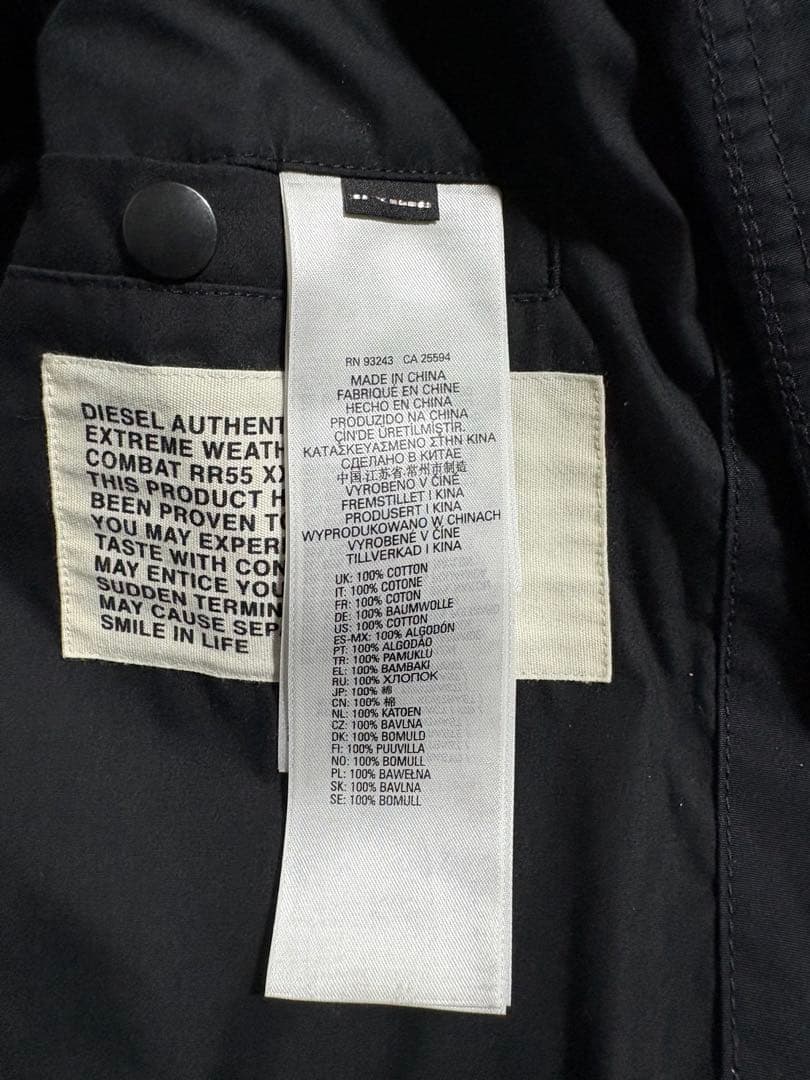 DIESEL AUTHENT
EXTREME WEATH
COMBAT RR55 XX
THIS PRODUCT H
BEEN PROVEN T
YOU MAY EXPER
TASTE WITH CON
MAY ENTICE YOU
SUDDEN TERMIN
MAY CAUSE SEP
SMILE IN LIFE
RN 93243 CA 25594
MADE IN CHINA
FABRIQUÉ EN CHINE
HECHO EN CHINA
PRODUZIDO NA CHINA
ÇİN'DE ÜRETİLMİŞTİR.
ΚΑΤΑΣΚΕΥΑΣΜΕΝΟ ΣΤΗΝ ΚΙΝΑ
СДЕЛАНО В КИТАЕ
中国.江苏省.常州市制造
VYROBENO V ČÍNĚ
FREMSTILLET I KINA
PRODUSERT I KINA
WYPRODUKOWANO W CHINACH
VYROBENÉ V ČÍNE
TILLVERKAD I KINA
UK: 100% COTTON
IT: 100% COTONE
FR: 100% COTON
DE: 100% BAUMWOLLE
US: 100% COTTON
ES-MX: 100% ALGODÓN
PT: 100% ALGODÃO
TR: 100% PAMUKLU
EL: 100% BAMBAKI
RU: 100% ХЛОПОК
JP: 100% 綿
CN: 100% 棉
NL: 100% KATOEN
CZ: 100% BAVLNA
DK: 100% BOMULD
FI: 100% PUUVILLA
NO: 100% BOMULL
PL: 100% BAWEŁNA
SK: 100% BAVLNA
SE: 100% BOMULL